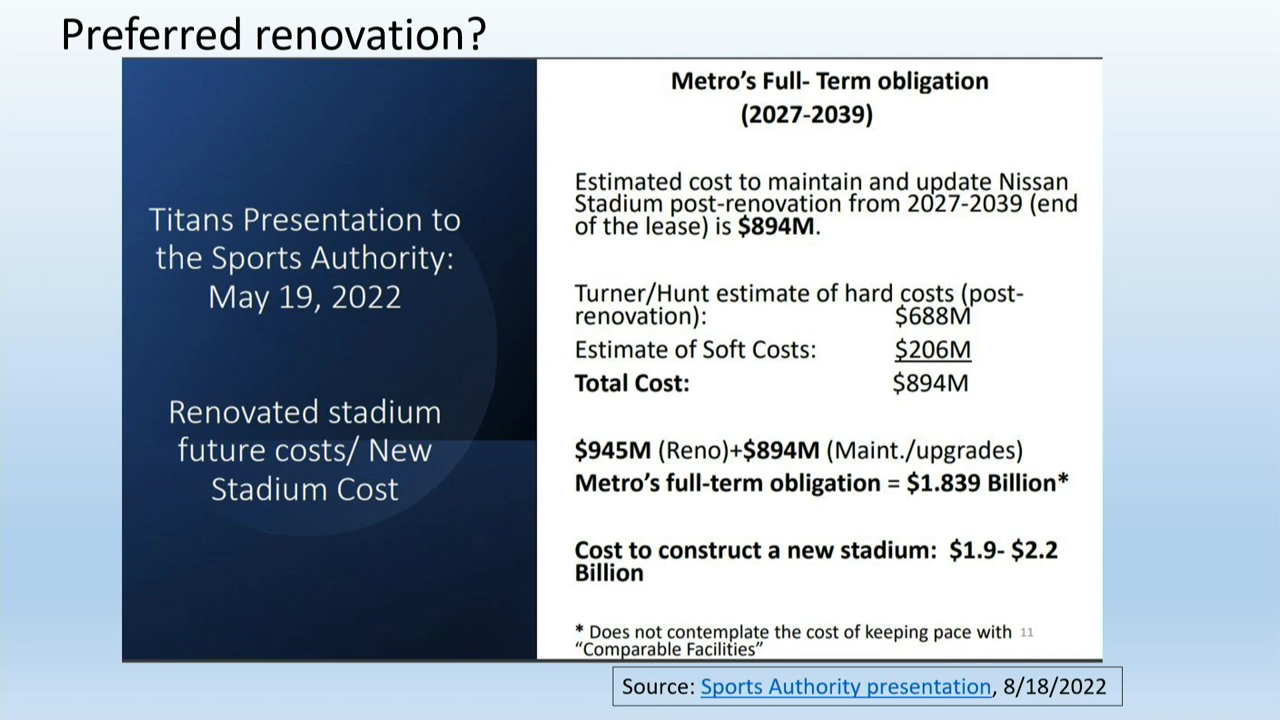 Preferred renovation?
Titans Presentation to
the Sports Authority:
May 19, 2022
Renovated stadium
future costs/ New
Stadium Cost
Metro’s Full- Term obligation
(2027-2039)
Estimated cost to maintain and update Nissan
Stadium post-renovation from 2027-2039 (end
of the lease) is $894M.
Turner/Hunt estimate of hard costs (post-
renovation): $688M
Estimate of Soft Costs: $206M
Total Cost: $894M
$945M (Reno)+$894M (Maint./upgrades)
Metro’s full-term obligation = $1.839 Billion*
Cost to construct a new stadium: $1.9- $2.2
Billion
* Does not contemplate the cost of keeping pace with 11
“Comparable Facilities”
Source: Sports Authority presentation, 8/18/2022